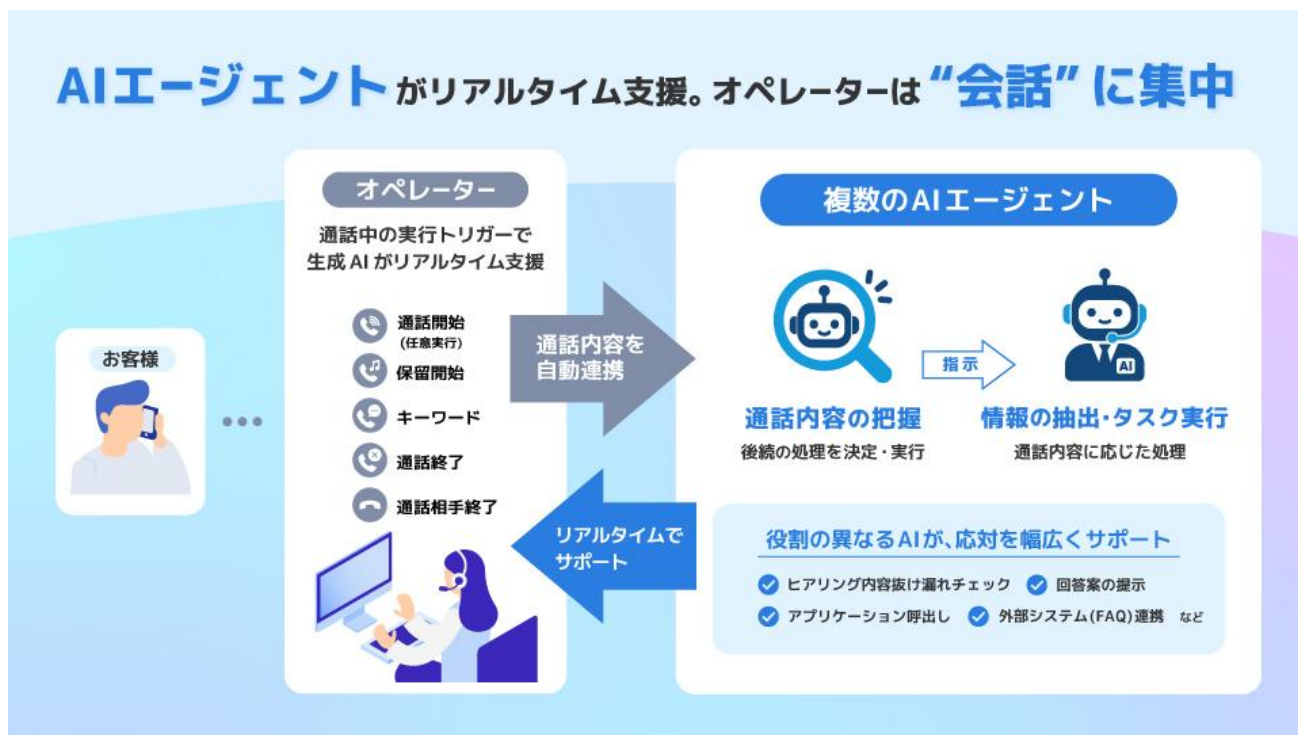 AIエージェントがリアルタイム支援。オペレーターは“会話”に集中
お客様
オペレーター
通話中の実行トリガーで
生成AIがリアルタイム支援
通話開始
(任意実行)
保留開始
キーワード
通話終了
通話相手終了
通話内容を
自動連携
リアルタイムで
サポート
複数のAIエージェント
指示
AI
通話内容の把握
後続の処理を決定・実行
情報の抽出・タスク実行
通話内容に応じた処理
役割の異なるAIが、応対を幅広くサポート
ヒアリング内容抜け漏れチェック 回答案の提示
アプリケーション呼出し 外部システム(FAQ)連携 など